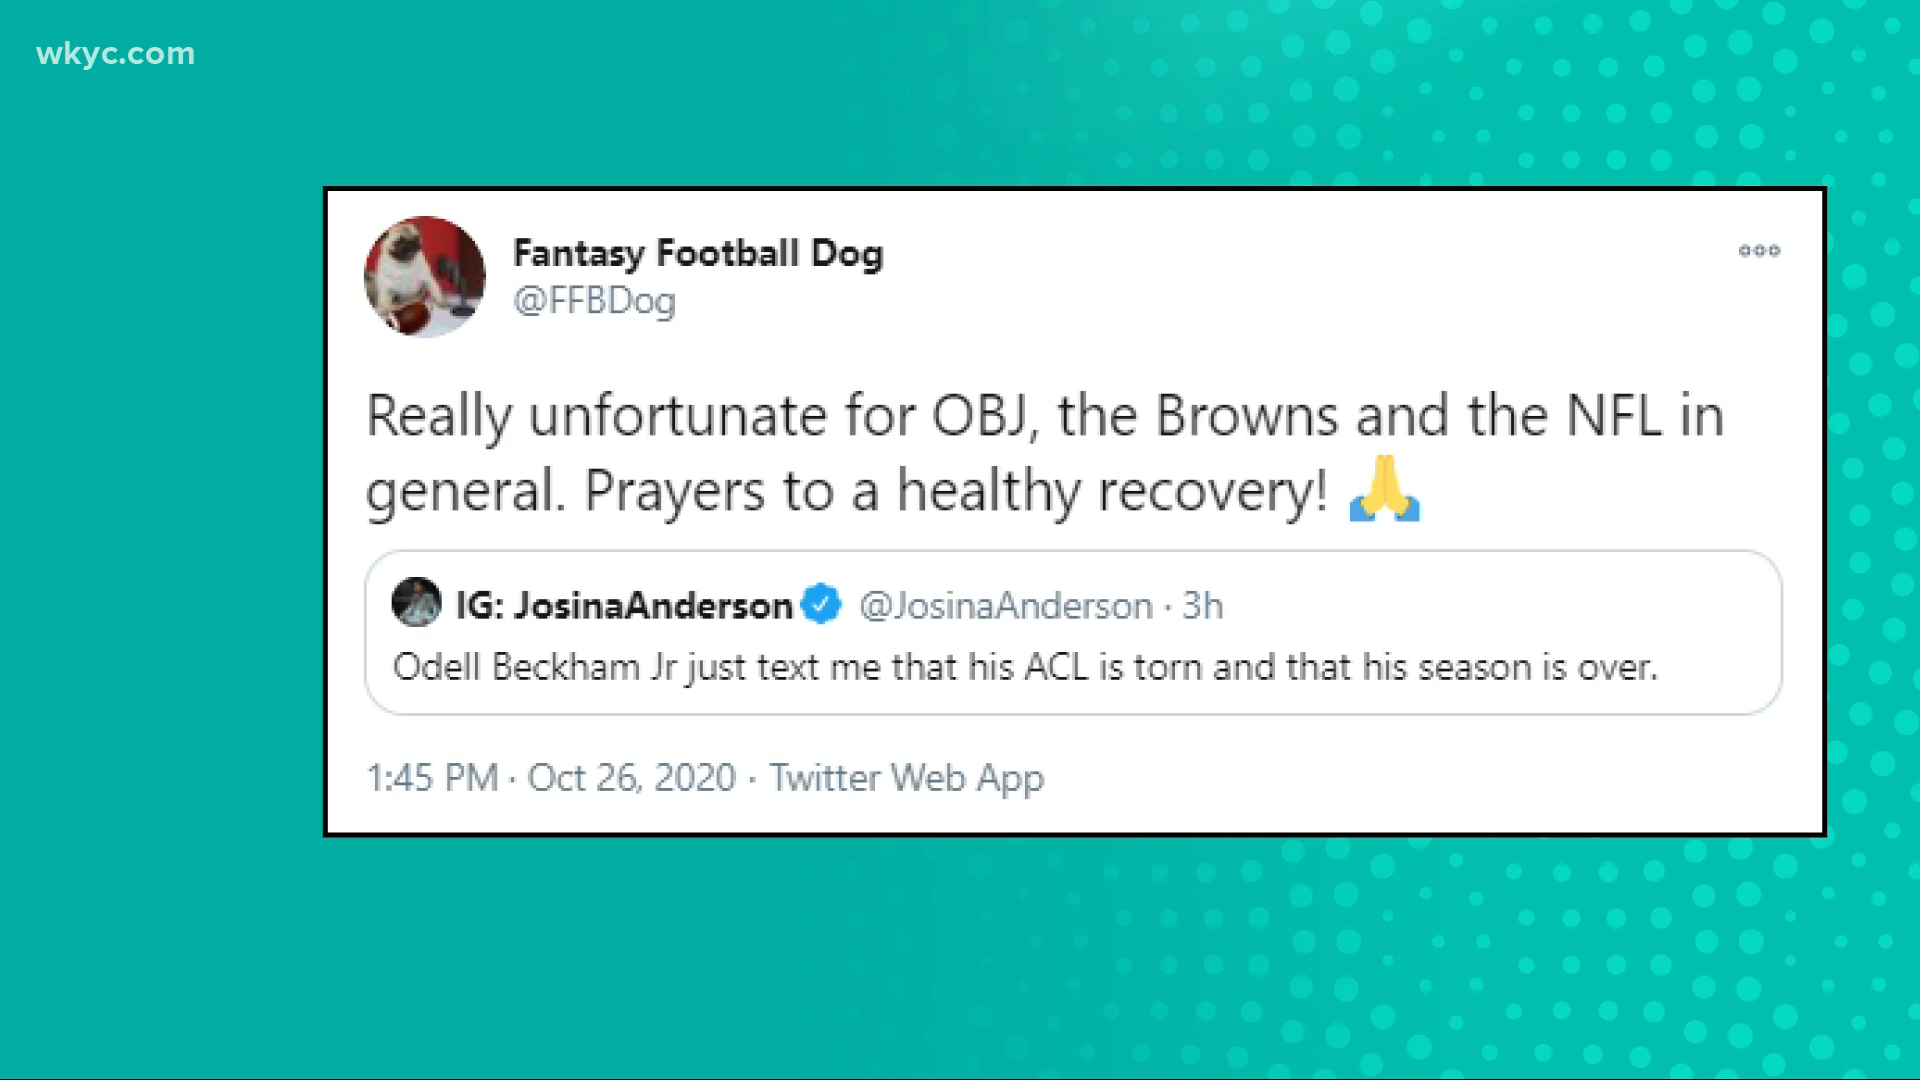 wkyc.com
Fantasy Football Dog
@FFBDog
Really unfortunate for OBJ, the Browns and the NFL in
general. Prayers to a healthy recovery! 🙏
IG: JosinaAnderson @JosinaAnderson · 3h
Odell Beckham Jr just text me that his ACL is torn and that his season is over.
1:45 PM · Oct 26, 2020 · Twitter Web App